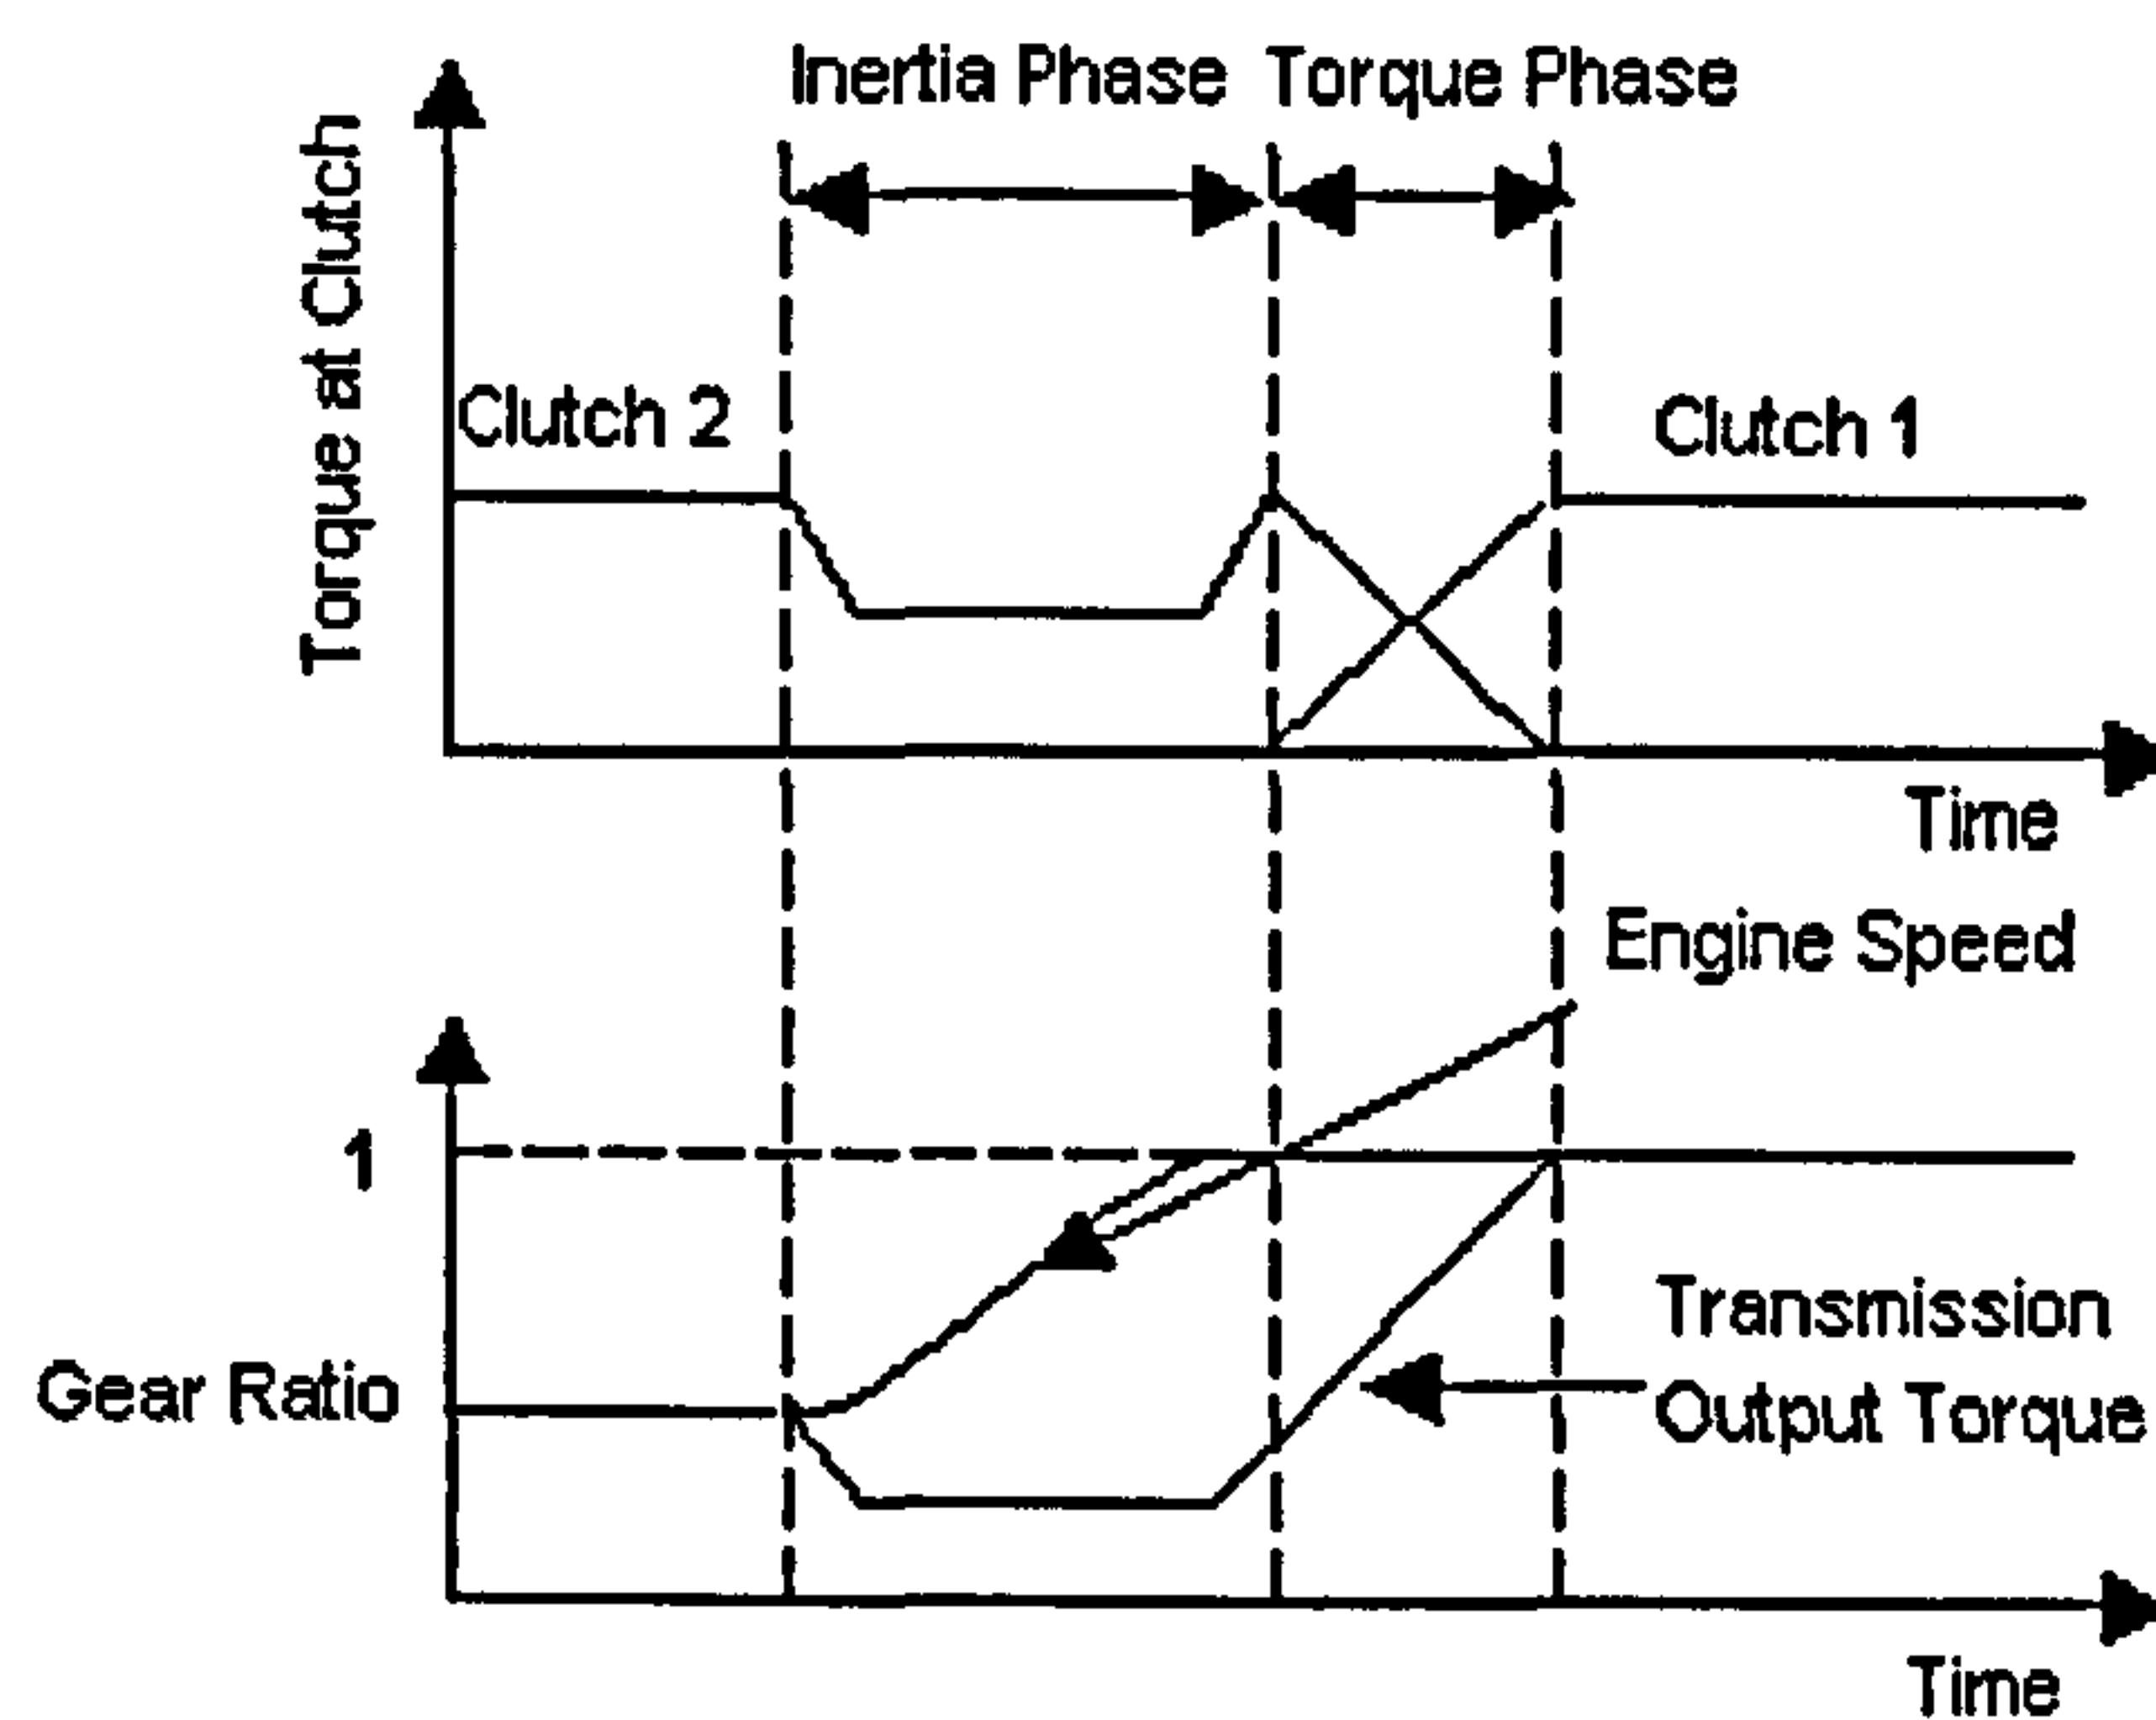 Inertia Phase Torque Phase
Torque at Clutch
Clutch 2
Clutch 1
Time
Engine Speed
1
Gear Ratio
Transmission
Output Torque
Time